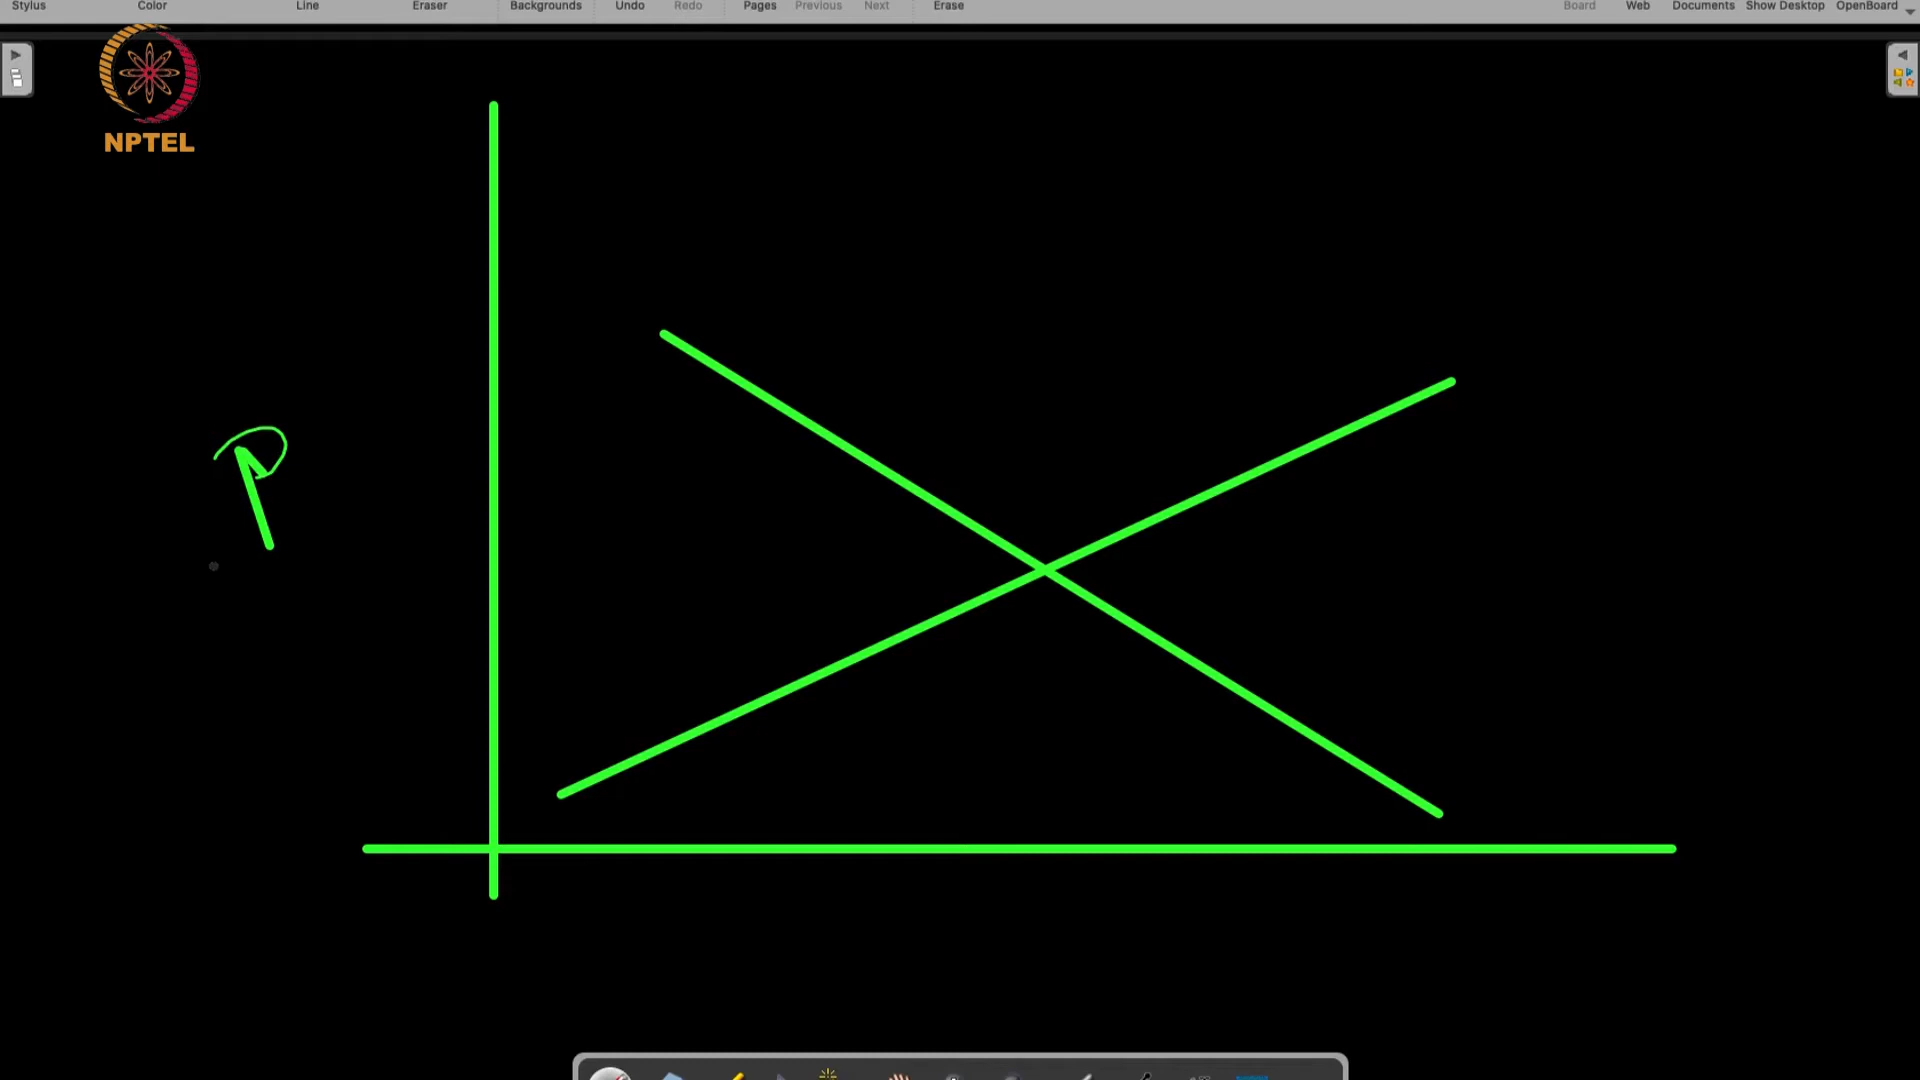 Stylus Color Line Eraser Backgrounds Undo Redo Pages Previous Next Erase Board Web Documents Show Desktop OpenBoard
NPTEL
P